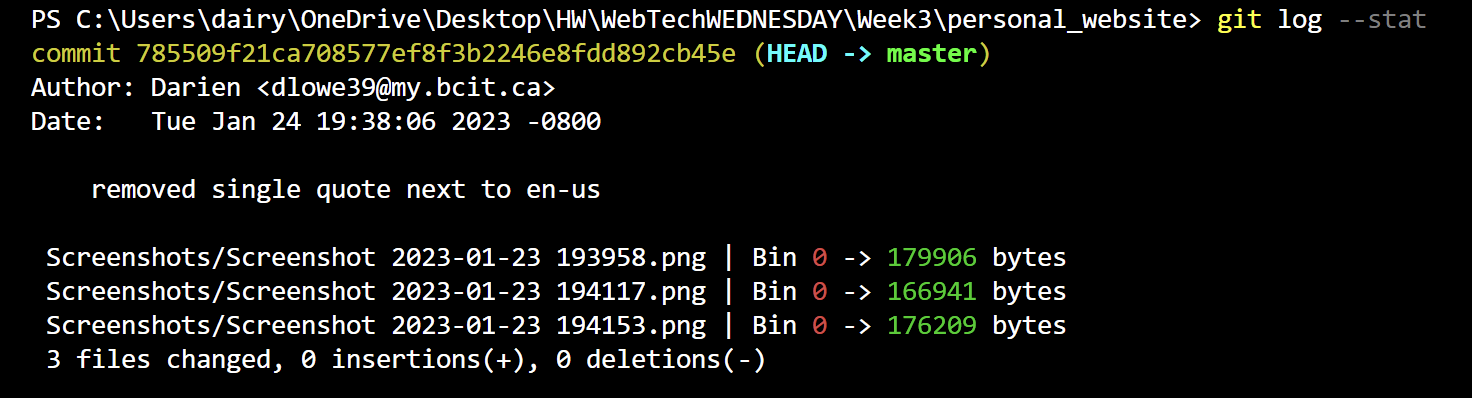 PS C:\Users\dairy\OneDrive\Desktop\HW\WebTechWEDNESDAY\Week3\personal_website> git log --stat
commit 785509f21ca708577ef8f3b2246e8fdd892cb45e (HEAD -> master)
Author: Darien <dlowe39@my.bcit.ca>
Date:   Tue Jan 24 19:38:06 2023 -0800

    removed single quote next to en-us

 Screenshots/Screenshot 2023-01-23 193958.png | Bin 0 -> 179906 bytes
 Screenshots/Screenshot 2023-01-23 194117.png | Bin 0 -> 166941 bytes
 Screenshots/Screenshot 2023-01-23 194153.png | Bin 0 -> 176209 bytes
 3 files changed, 0 insertions(+), 0 deletions(-)